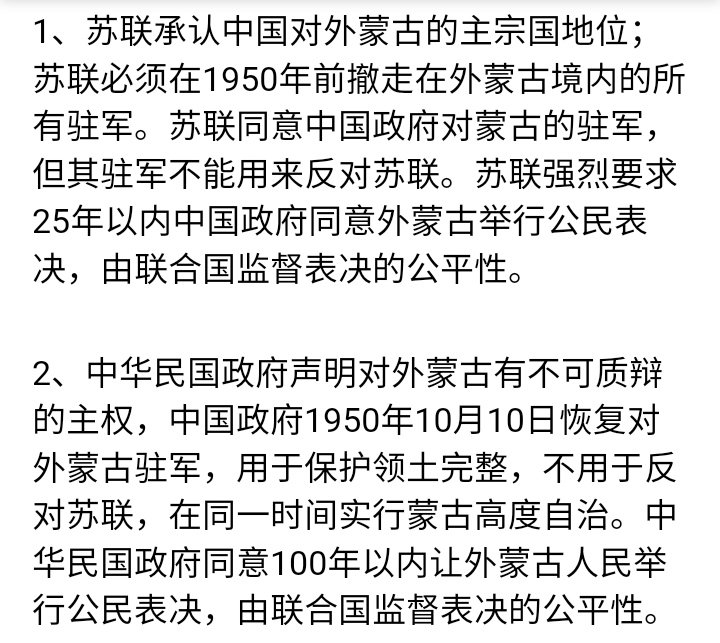 1、苏联承认中国对外蒙古的主宗国地位；
苏联必须在1950年前撤走在外蒙古境内的所
有驻军。苏联同意中国政府对蒙古的驻军，
但其驻军不能用来反对苏联。苏联强烈要求
25年以内中国政府同意外蒙古举行公民表
决，由联合国监督表决的公平性。
2、中华民国政府声明对外蒙古有不可质辩
的主权，中国政府1950年10月10日恢复对
外蒙古驻军，用于保护领土完整，不用于反
对苏联，在同一时间实行蒙古高度自治。中
华民国政府同意100年以内让外蒙古人民举
行公民表决，由联合国监督表决的公平性。